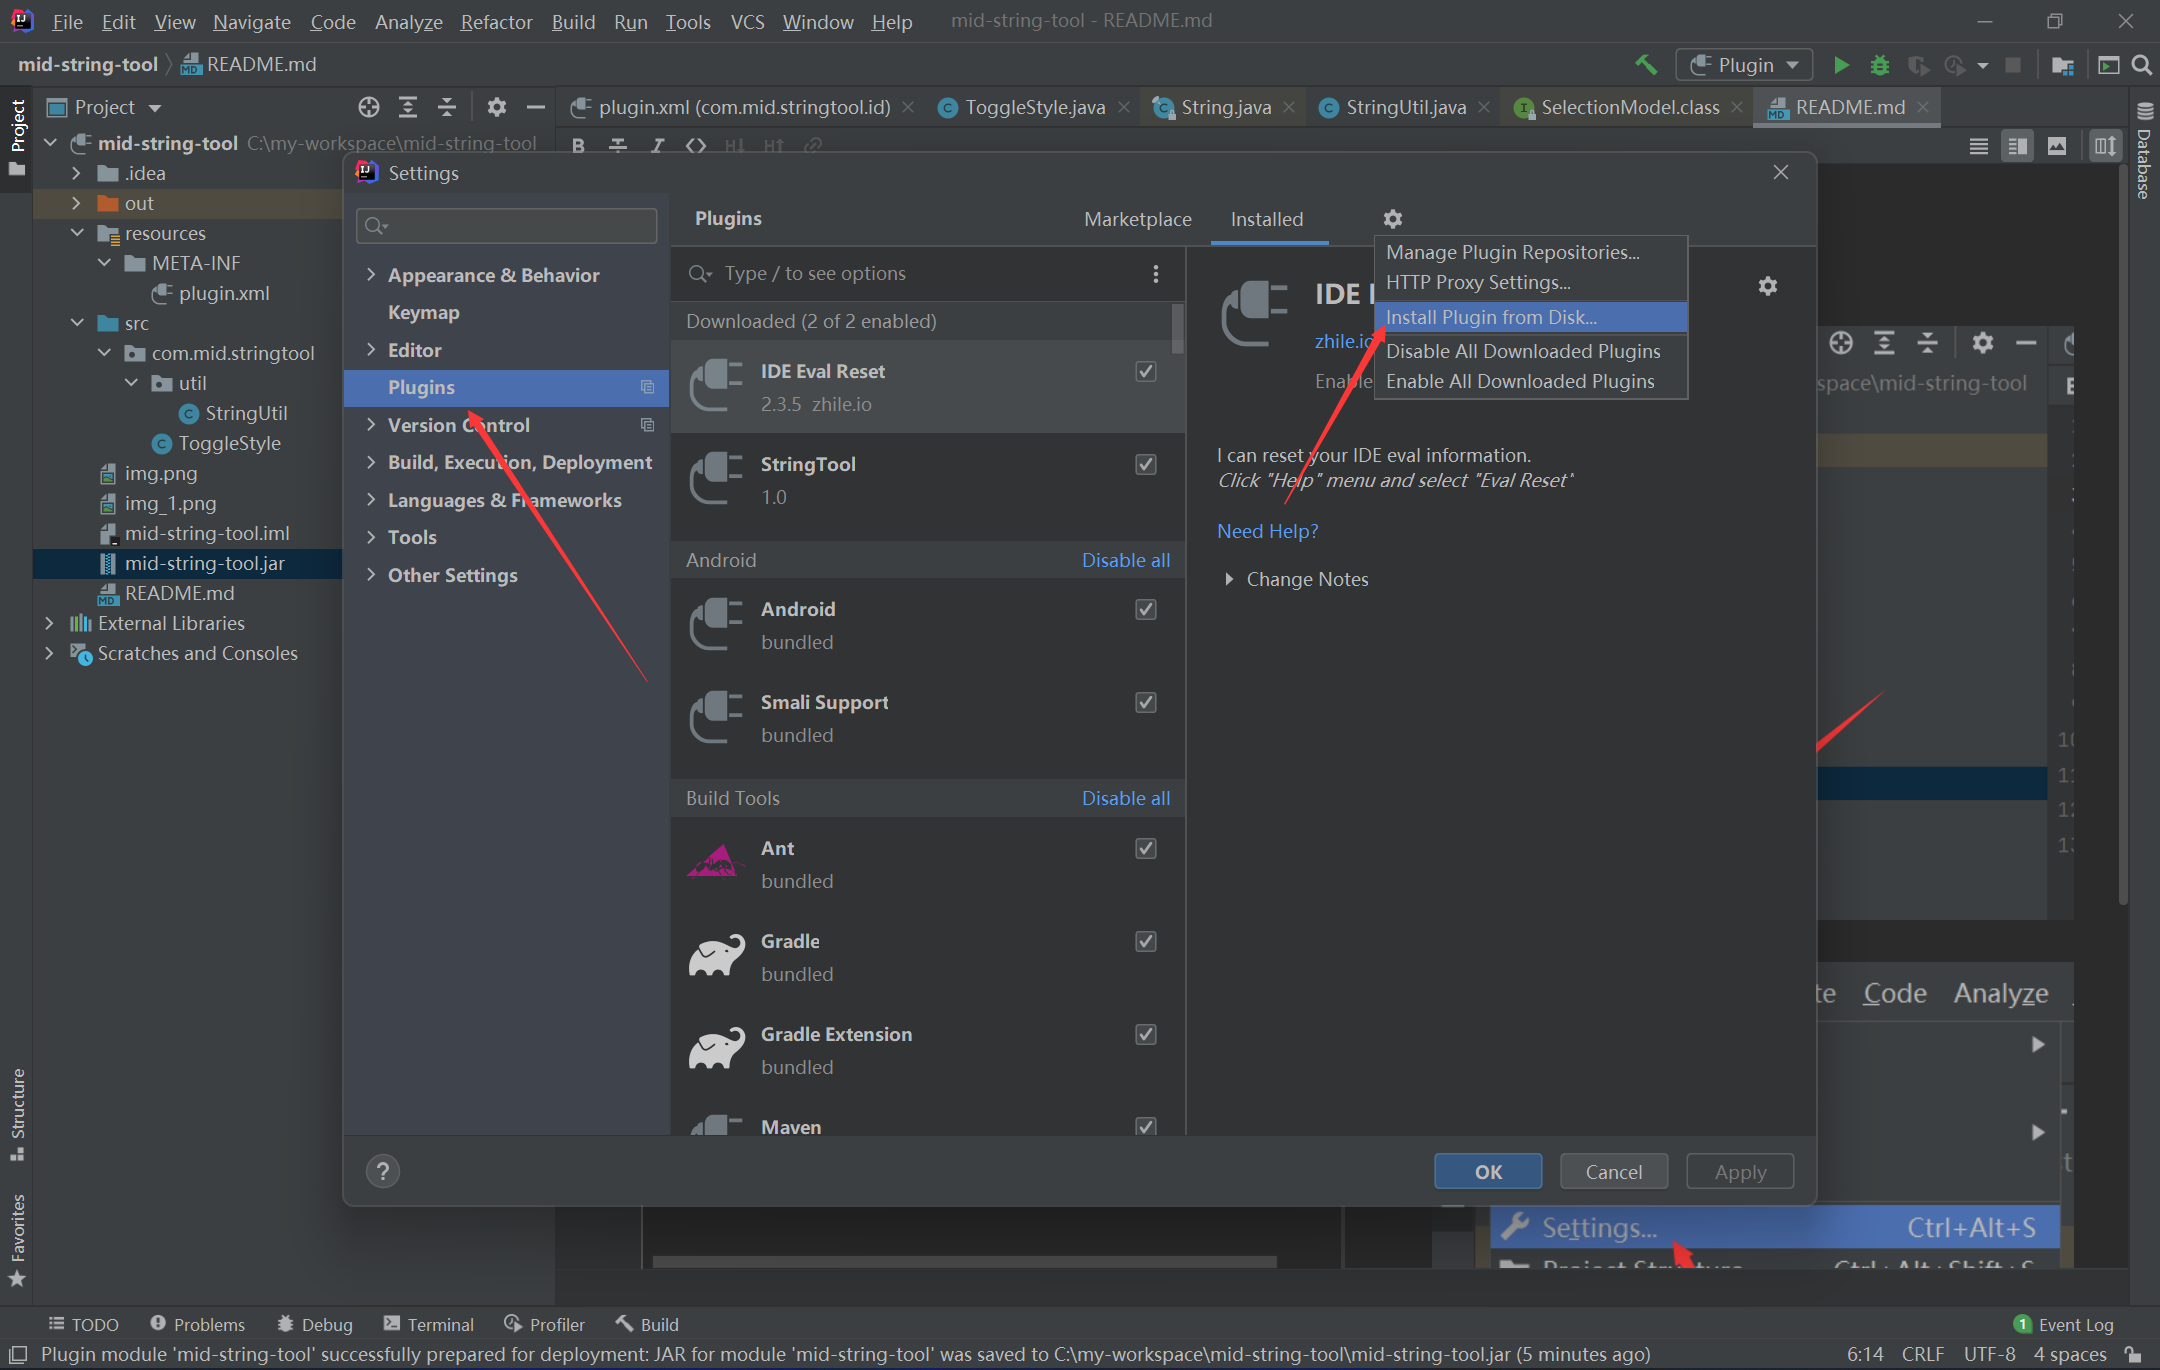 File Edit View Navigate Code Analyze Refactor Build Run Tools VCS Window Help mid-string-tool - README.md
mid-string-tool README.md Plugin
Project plugin.xml (com.mid.stringtool.id) ToggleStyle.java String.java StringUtil.java SelectionModel.class README.md
Project
Database
mid-string-tool C:\my-workspace\mid-string-tool
.idea
out
resources
META-INF
plugin.xml
src
com.mid.stringtool
util
StringUtil
ToggleStyle
img.png
img_1.png
mid-string-tool.iml
mid-string-tool.jar
README.md
External Libraries
Scratches and Consoles
Structure
Favorites
Settings
Appearance & Behavior
Keymap
Editor
Plugins
Version Control
Build, Execution, Deployment
Languages & Frameworks
Tools
Other Settings
Plugins Marketplace Installed
Type / to see options
Downloaded (2 of 2 enabled)
IDE Eval Reset
2.3.5 zhile.io
StringTool
1.0
Android Disable all
Android
bundled
Smali Support
bundled
Build Tools Disable all
Ant
bundled
Gradle
bundled
Gradle Extension
bundled
Maven
Manage Plugin Repositories...
HTTP Proxy Settings...
Install Plugin from Disk...
Disable All Downloaded Plugins
Enable All Downloaded Plugins
IDE
zhile.io
Enable
I can reset your IDE eval information.
Click "Help" menu and select "Eval Reset"
Need Help?
Change Notes
? OK Cancel Apply
space\mid-string-tool
10
11
12
13
te Code Analyze
Settings... Ctrl+Alt+S
Project Structure Ctrl+Alt+Shift+S
TODO Problems Debug Terminal Profiler Build 1 Event Log
Plugin module 'mid-string-tool' successfully prepared for deployment: JAR for module 'mid-string-tool' was saved to C:\my-workspace\mid-string-tool\mid-string-tool.jar (5 minutes ago) 6:14 CRLF UTF-8 4 spaces